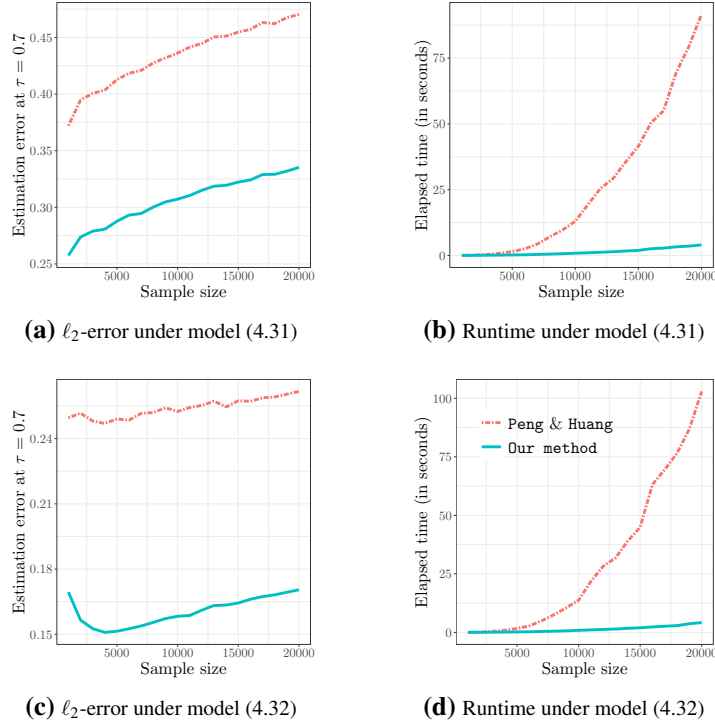 Estimation error at τ = 0.7
0.45
0.40
0.35
0.30
0.25
5000 10000 15000 20000
Sample size
(a) ℓ2-error under model (4.31)
Elapsed time (in seconds)
75
50
25
0
5000 10000 15000 20000
Sample size
(b) Runtime under model (4.31)
Estimation error at τ = 0.7
0.24
0.21
0.18
0.15
5000 10000 15000 20000
Sample size
(c) ℓ2-error under model (4.32)
Elapsed time (in seconds)
100
75
50
25
0
Peng & Huang
Our method
5000 10000 15000 20000
Sample size
(d) Runtime under model (4.32)